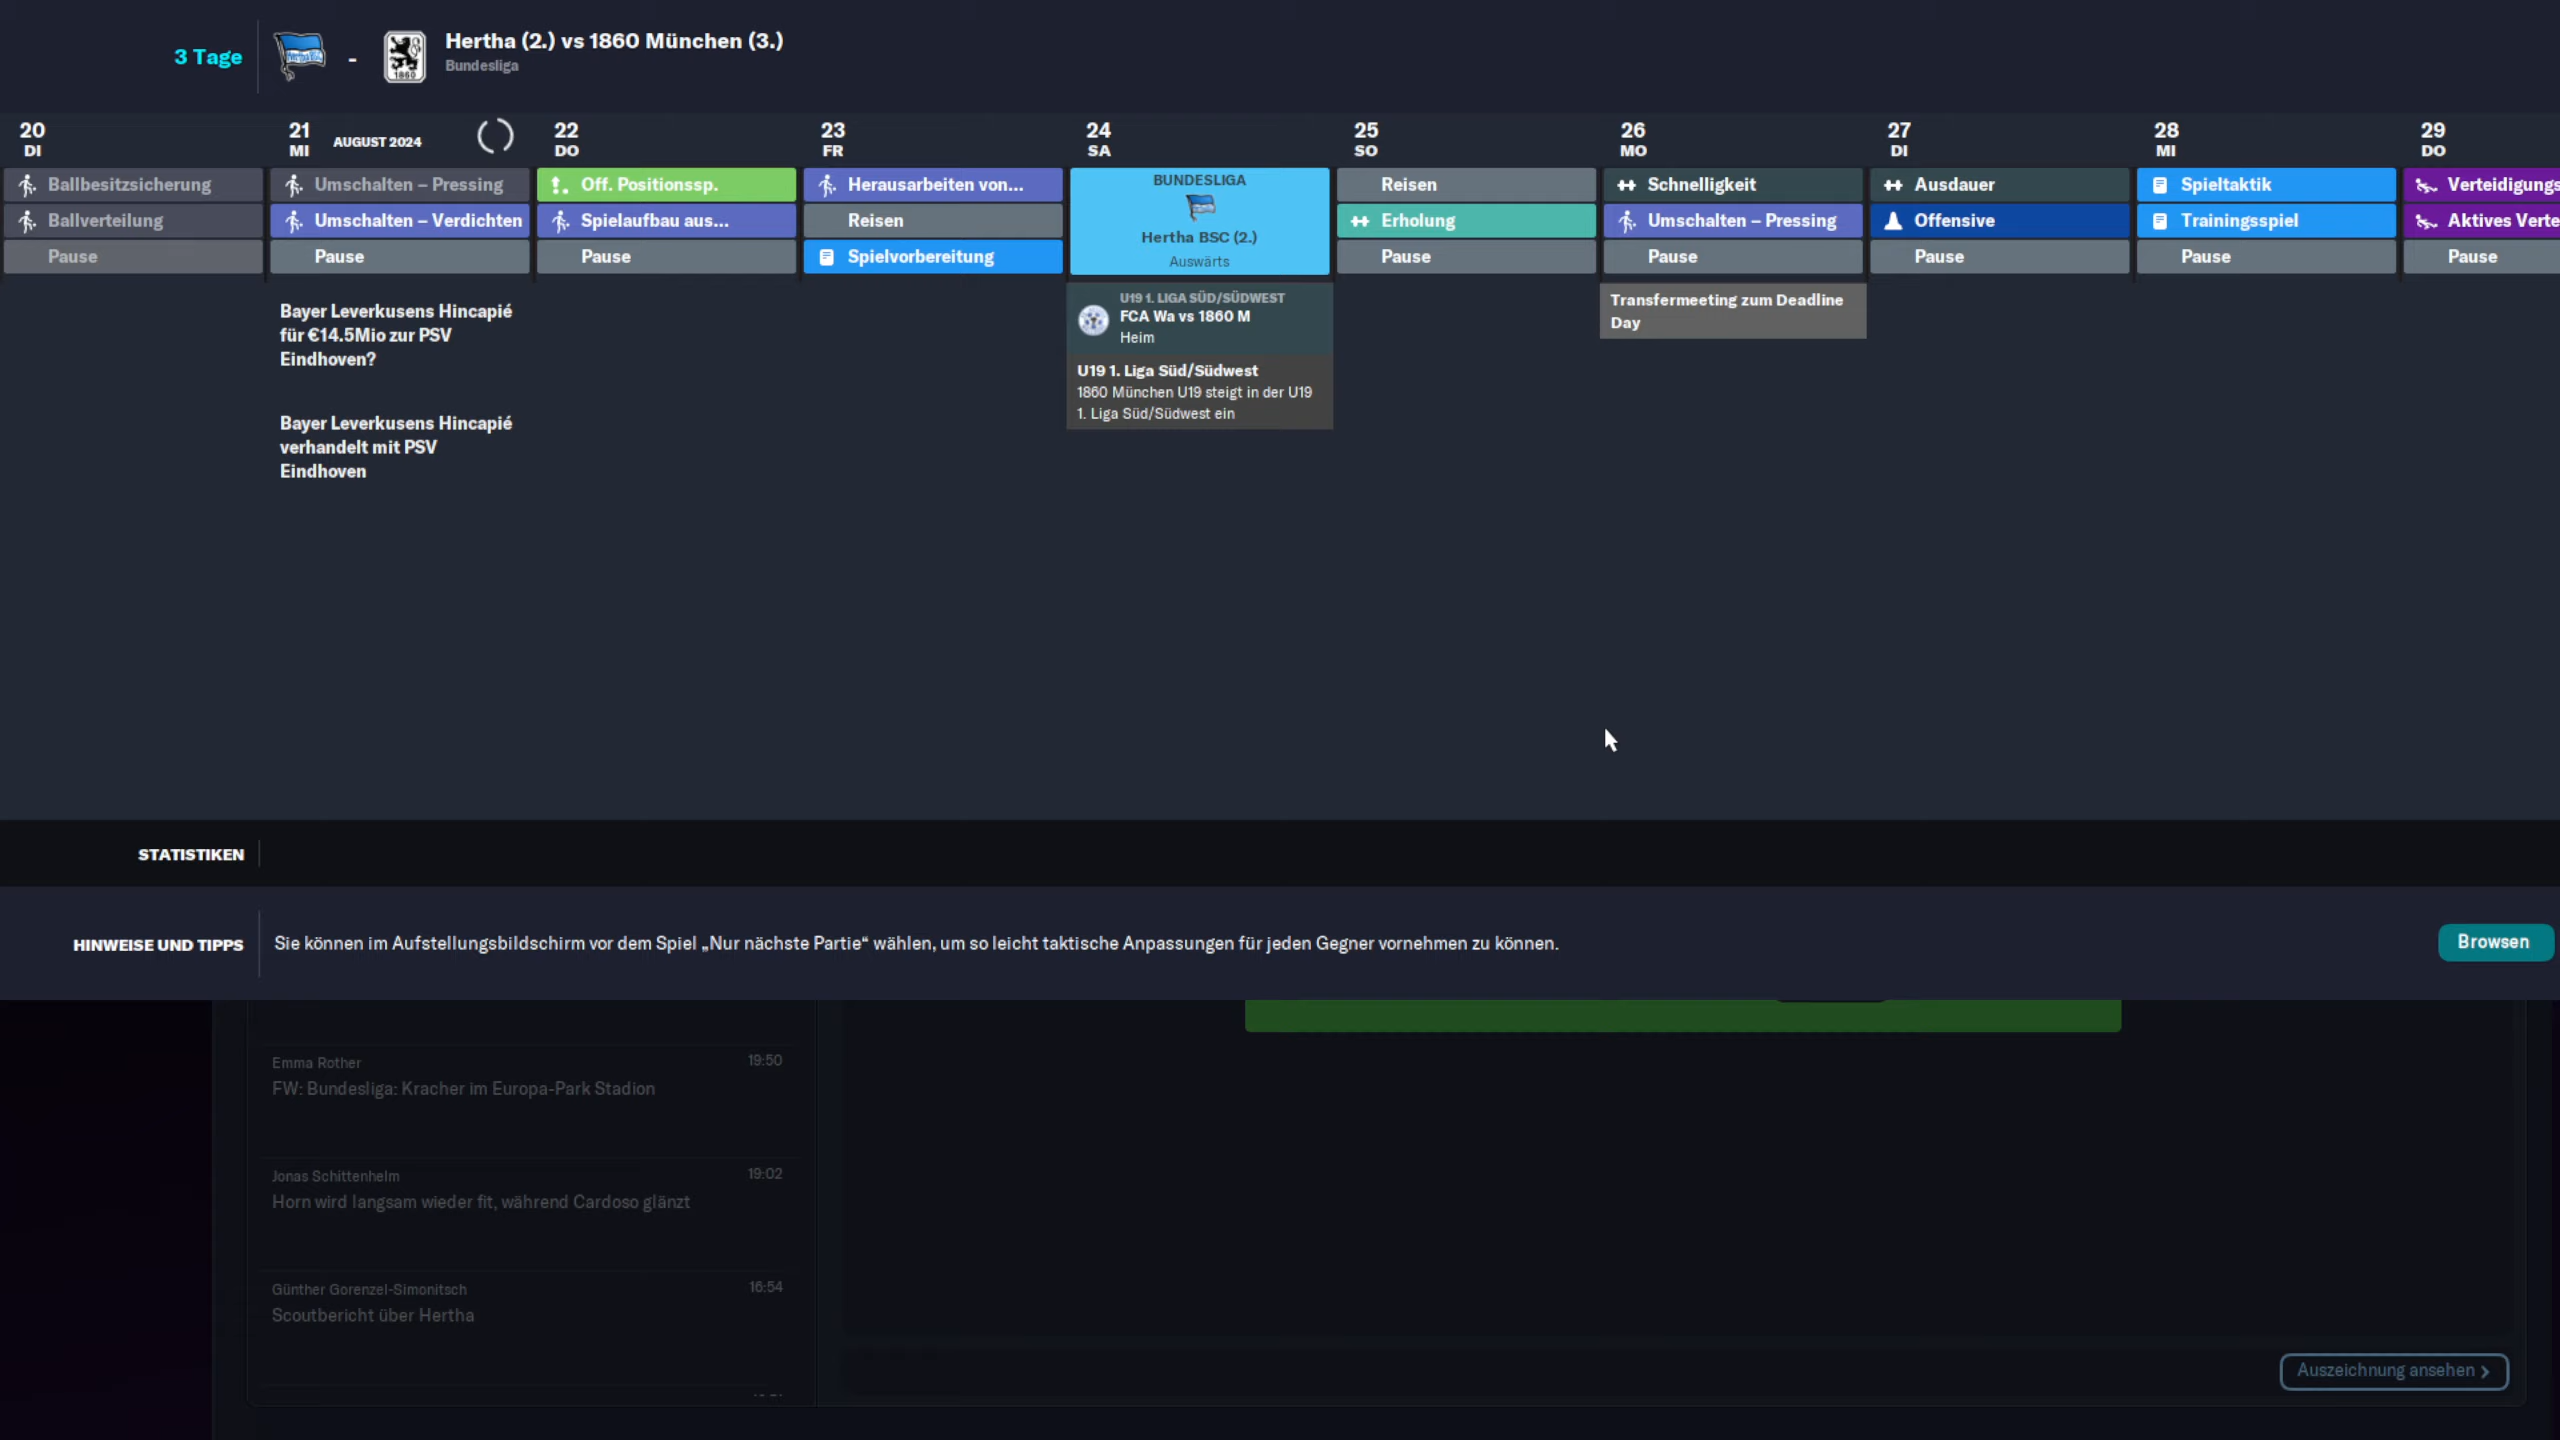 3 Tage
-
Hertha (2.) vs 1860 München (3.)
Bundesliga
20
DI
21
MI
AUGUST 2024
22
DO
23
FR
24
SA
25
SO
26
MO
27
DI
28
MI
29
DO
Ballbesitzsicherung
Ballverteilung
Pause
Umschalten – Pressing
Umschalten – Verdichten
Pause
Off. Positionssp.
Spielaufbau aus...
Pause
Herausarbeiten von...
Reisen
Spielvorbereitung
BUNDESLIGA
Hertha BSC (2.)
Auswärts
Reisen
Erholung
Pause
Schnelligkeit
Umschalten – Pressing
Pause
Ausdauer
Offensive
Pause
Spieltaktik
Trainingsspiel
Pause
Verteidigungs
Aktives Verte
Pause
Bayer Leverkusens Hincapié
für €14.5Mio zur PSV
Eindhoven?
Bayer Leverkusens Hincapié
verhandelt mit PSV
Eindhoven
U19 1. LIGA SÜD/SÜDWEST
FCA Wa vs 1860 M
Heim
U19 1. Liga Süd/Südwest
1860 München U19 steigt in der U19
1. Liga Süd/Südwest ein
Transfermeeting zum Deadline
Day
STATISTIKEN
HINWEISE UND TIPPS
Sie können im Aufstellungsbildschirm vor dem Spiel „Nur nächste Partie“ wählen, um so leicht taktische Anpassungen für jeden Gegner vornehmen zu können.
Browsen
Emma Rother
19:50
FW: Bundesliga: Kracher im Europa-Park Stadion
Jonas Schittenhelm
19:02
Horn wird langsam wieder fit, während Cardoso glänzt
Günther Gorenzel-Simonitsch
16:54
Scoutbericht über Hertha
Auszeichnung ansehen